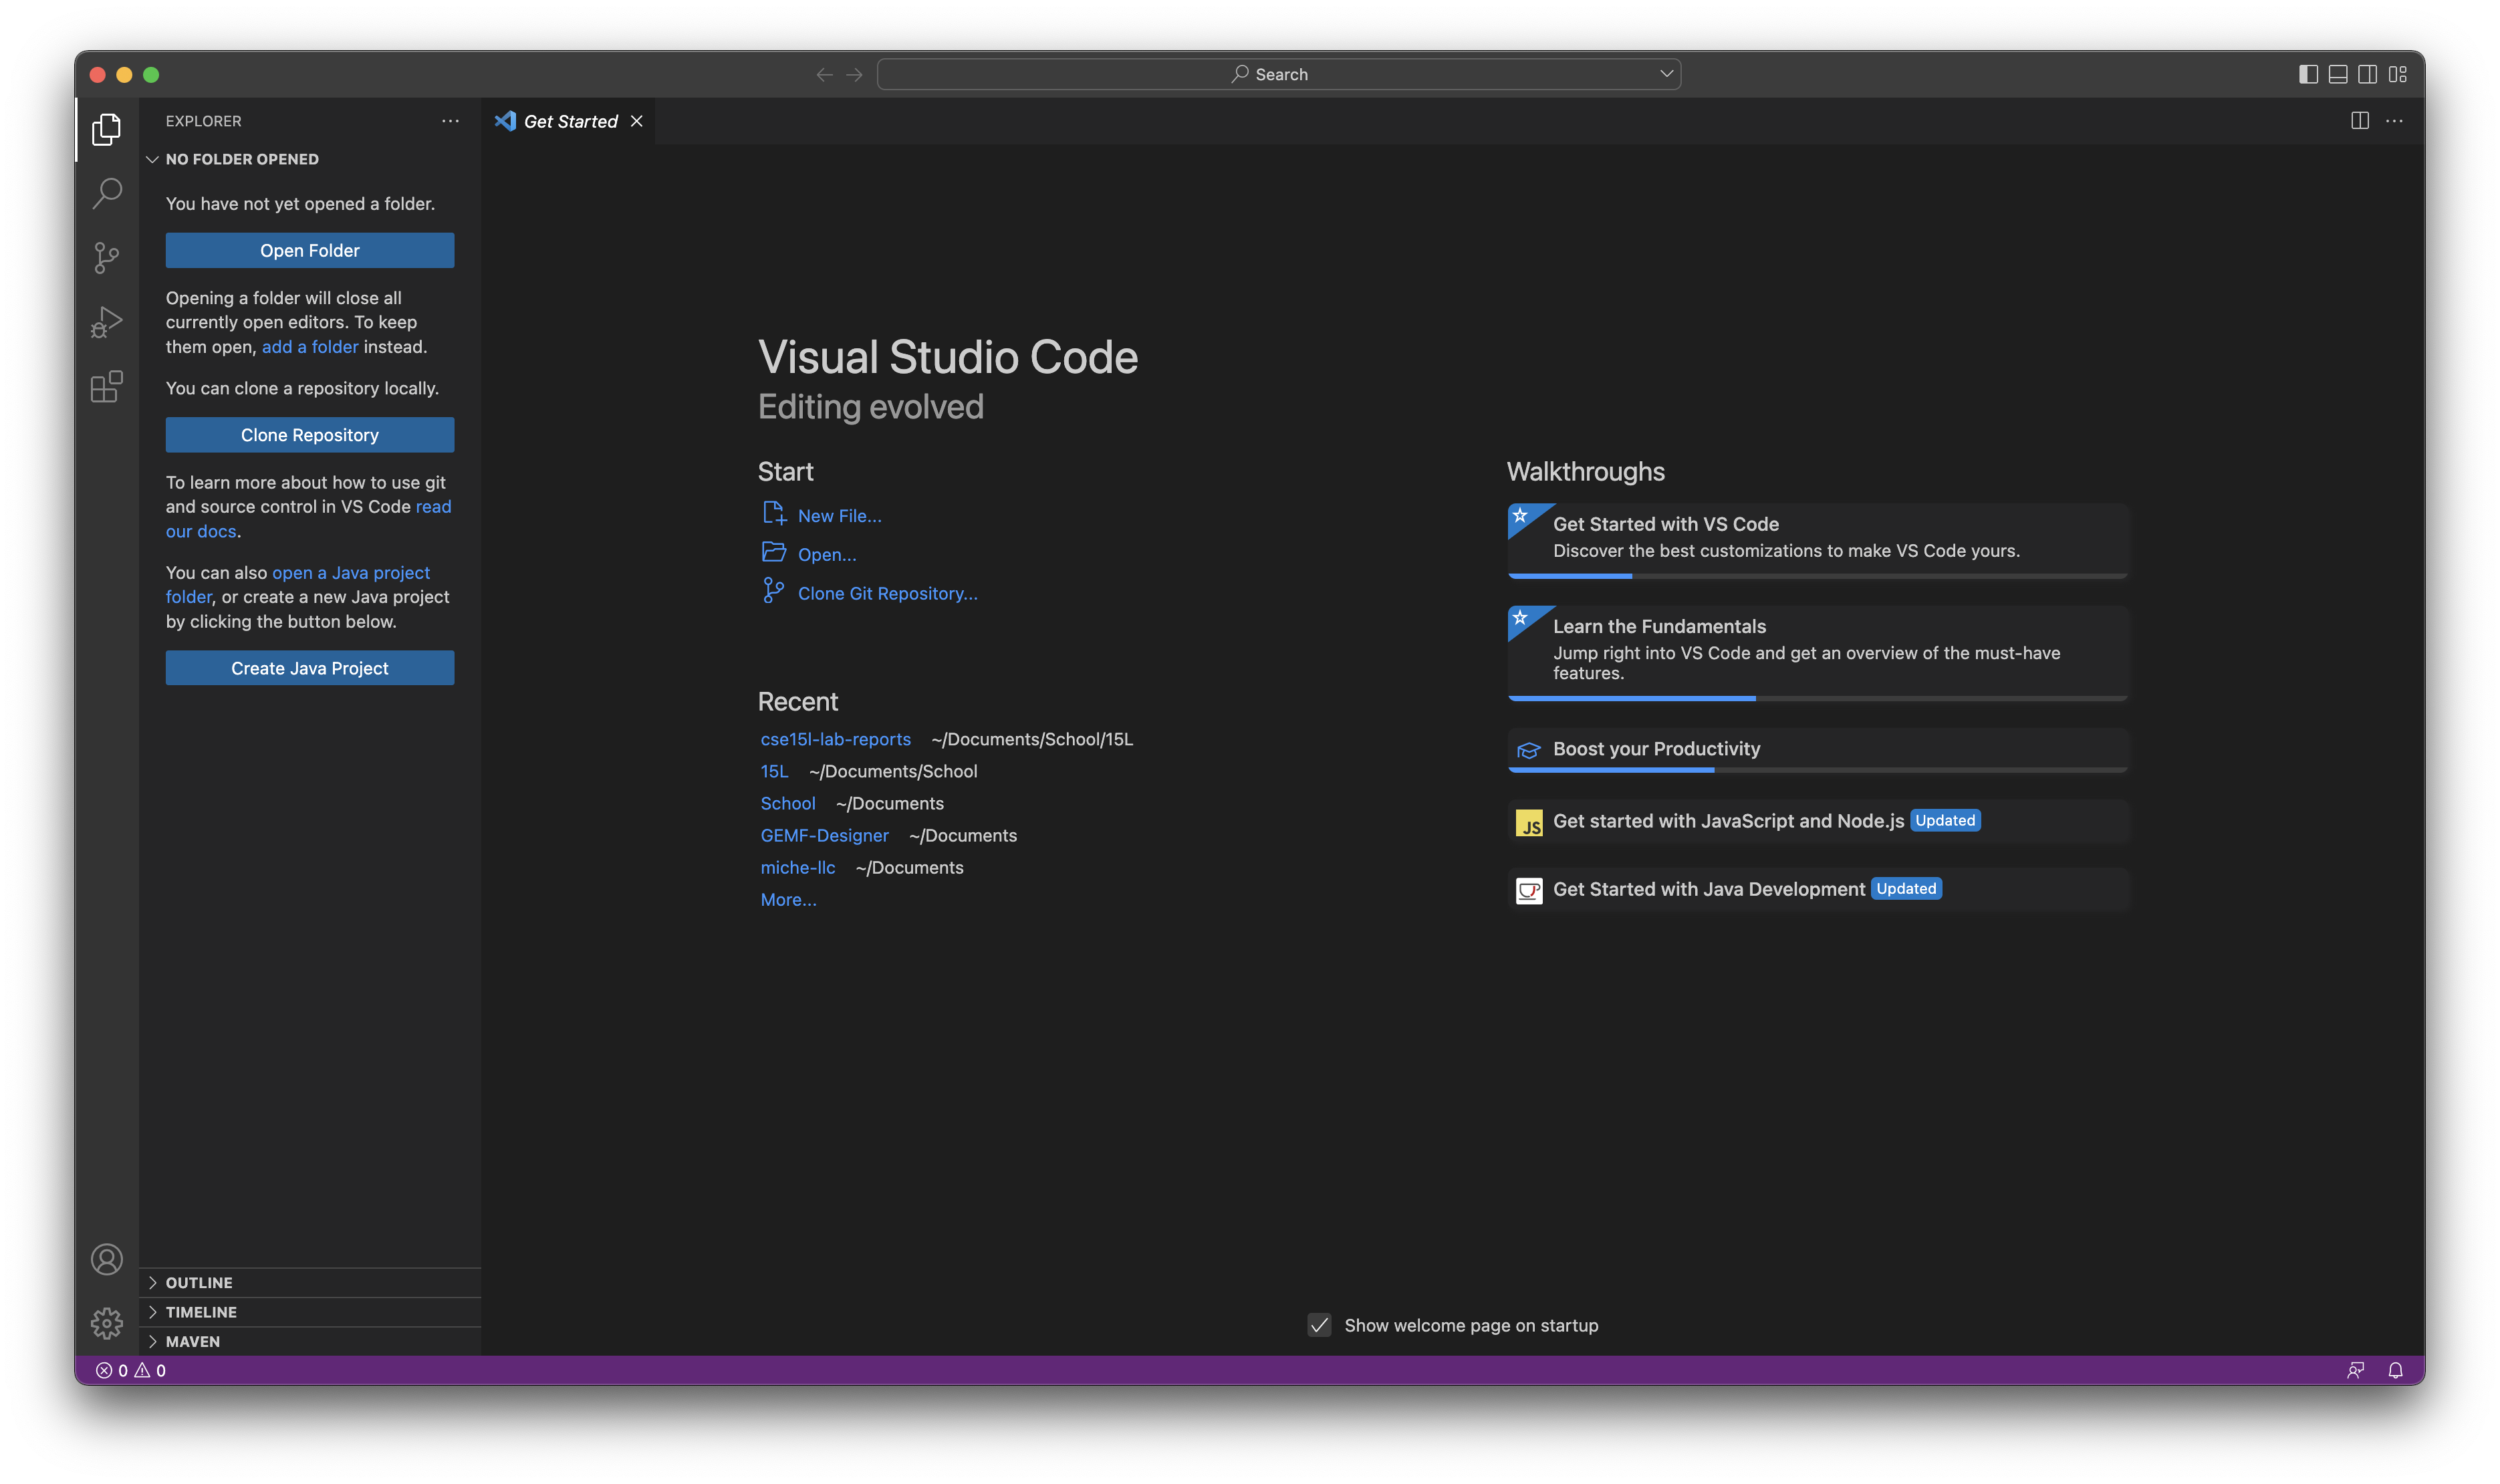 Search
EXPLORER
Get Started
NO FOLDER OPENED
You have not yet opened a folder.
Open Folder
Opening a folder will close all
currently open editors. To keep
them open, add a folder instead.
You can clone a repository locally.
Clone Repository
To learn more about how to use git
and source control in VS Code read
our docs.
You can also open a Java project
folder, or create a new Java project
by clicking the button below.
Create Java Project
OUTLINE
TIMELINE
MAVEN
Visual Studio Code
Editing evolved
Start
New File...
Open...
Clone Git Repository...
Recent
cse15l-lab-reports ~/Documents/School/15L
15L ~/Documents/School
School ~/Documents
GEMF-Designer ~/Documents
miche-llc ~/Documents
More...
Walkthroughs
Get Started with VS Code
Discover the best customizations to make VS Code yours.
Learn the Fundamentals
Jump right into VS Code and get an overview of the must-have
features.
Boost your Productivity
JS Get started with JavaScript and Node.js Updated
Get Started with Java Development Updated
Show welcome page on startup
0 0